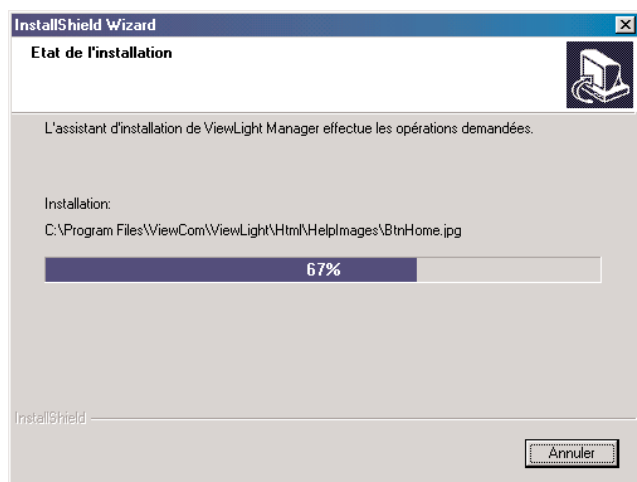 InstallShield Wizard
Etat de l'installation
L'assistant d'installation de ViewLight Manager effectue les opérations demandées.
Installation:
C:\Program Files\ViewCom\ViewLight\Html\HelpImages\BtnHome.jpg
67%
InstallShield
Annuler